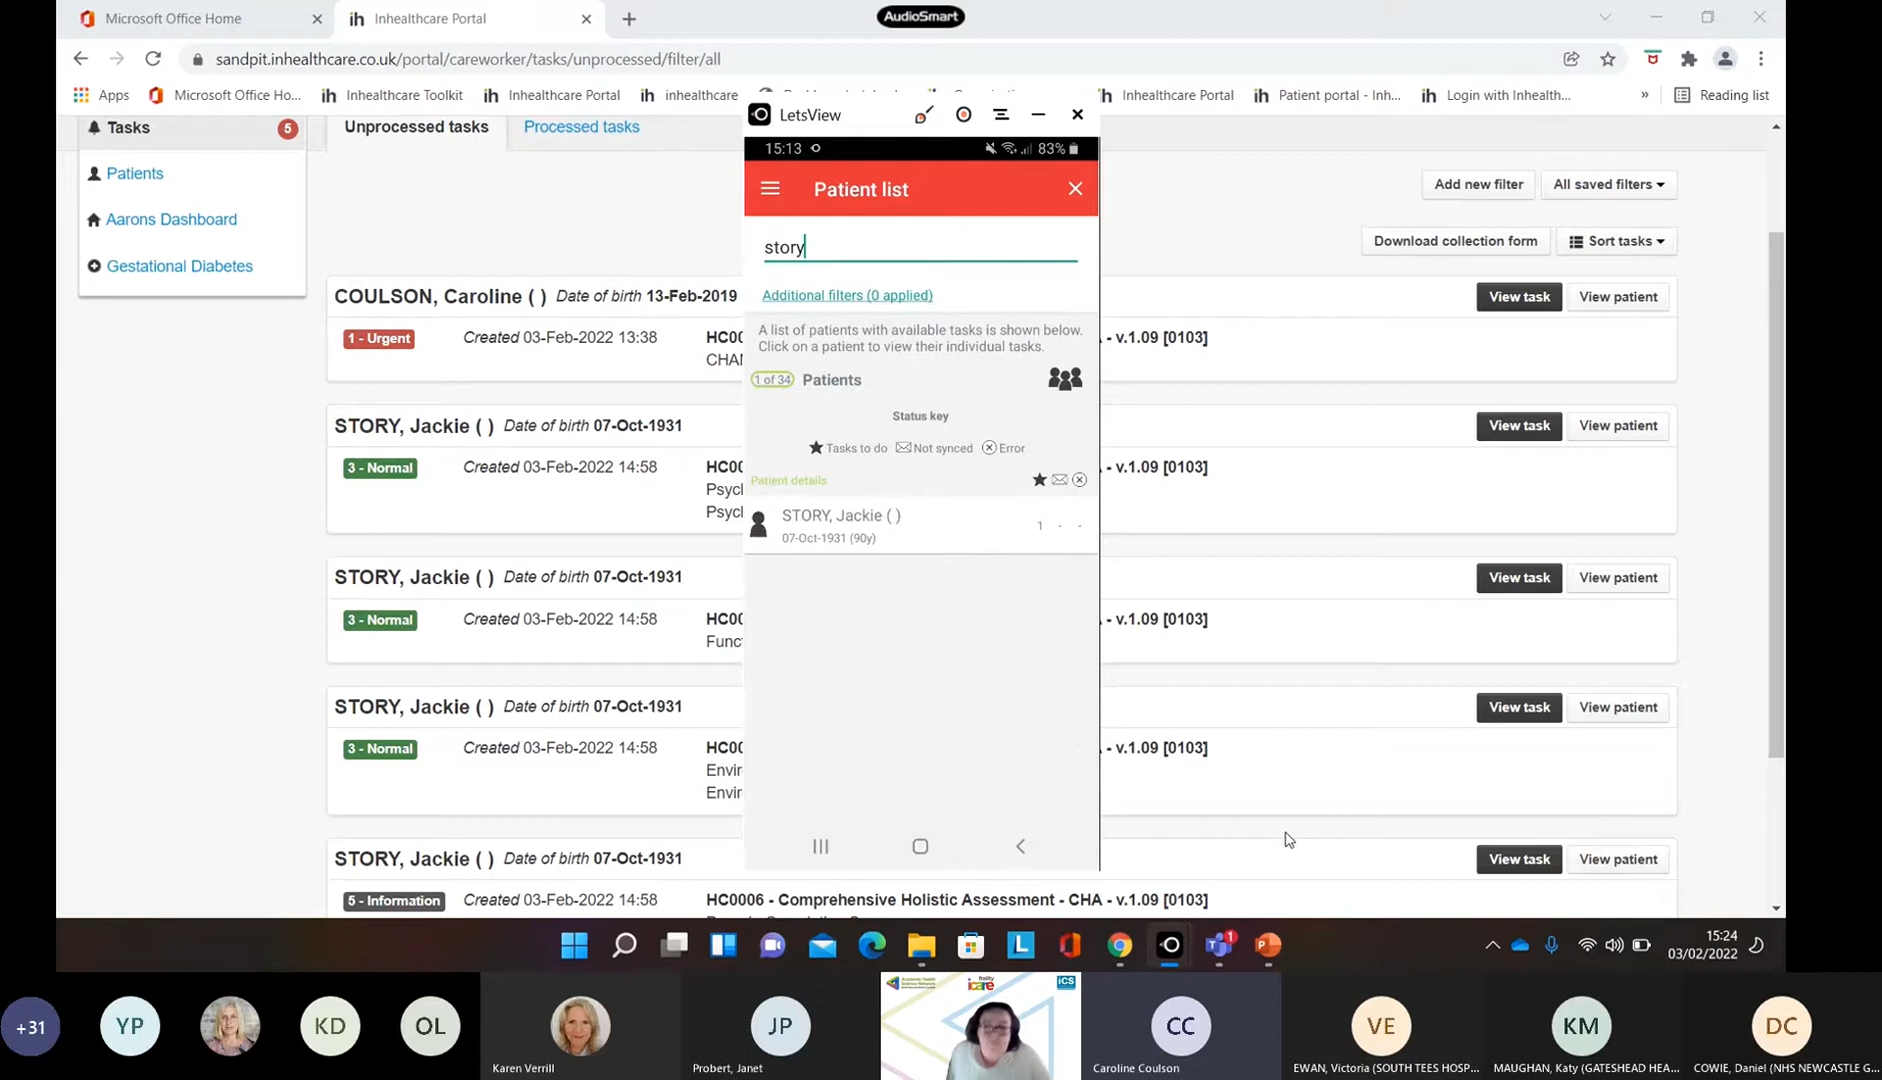 Microsoft Office Home
Inhealthcare Portal
AudioSmart
sandpit.inhealthcare.co.uk/portal/careworker/tasks/unprocessed/filter/all
Apps
Microsoft Office Ho...
Inhealthcare Toolkit
Inhealthcare Portal
inhealthcare
Inhealthcare Portal
Patient portal - Inh...
Login with Inhealth...
»
Reading list
Tasks
5
Unprocessed tasks
Processed tasks
Patients
Aarons Dashboard
Gestational Diabetes
Add new filter
All saved filters
Download collection form
Sort tasks
COULSON, Caroline ( ) Date of birth 13-Feb-2019
View task
View patient
1 - Urgent
Created 03-Feb-2022 13:38
HC00
- v.1.09 [0103]
CHA
STORY, Jackie ( ) Date of birth 07-Oct-1931
View task
View patient
3 - Normal
Created 03-Feb-2022 14:58
HC00
- v.1.09 [0103]
Psyc
Psyc
STORY, Jackie ( ) Date of birth 07-Oct-1931
View task
View patient
3 - Normal
Created 03-Feb-2022 14:58
HC00
- v.1.09 [0103]
Func
STORY, Jackie ( ) Date of birth 07-Oct-1931
View task
View patient
3 - Normal
Created 03-Feb-2022 14:58
HC00
- v.1.09 [0103]
Envir
Envir
STORY, Jackie ( ) Date of birth 07-Oct-1931
View task
View patient
5 - Information
Created 03-Feb-2022 14:58
HC0006 - Comprehensive Holistic Assessment - CHA - v.1.09 [0103]
LetsView
15:13
83%
Patient list
story
Additional filters (0 applied)
A list of patients with available tasks is shown below.
Click on a patient to view their individual tasks.
1 of 34
Patients
Status key
Tasks to do
Not synced
Error
Patient details
STORY, Jackie ( )
1 - -
07-Oct-1931 (90y)
15:24
03/02/2022
+31
YP
KD
OL
Karen Verrill
JP
Probert, Janet
frailty
icare
ICS
CC
Caroline Coulson
VE
EWAN, Victoria (SOUTH TEES HOSP...
KM
MAUGHAN, Katy (GATESHEAD HEA...
DC
COWIE, Daniel (NHS NEWCASTLE G...